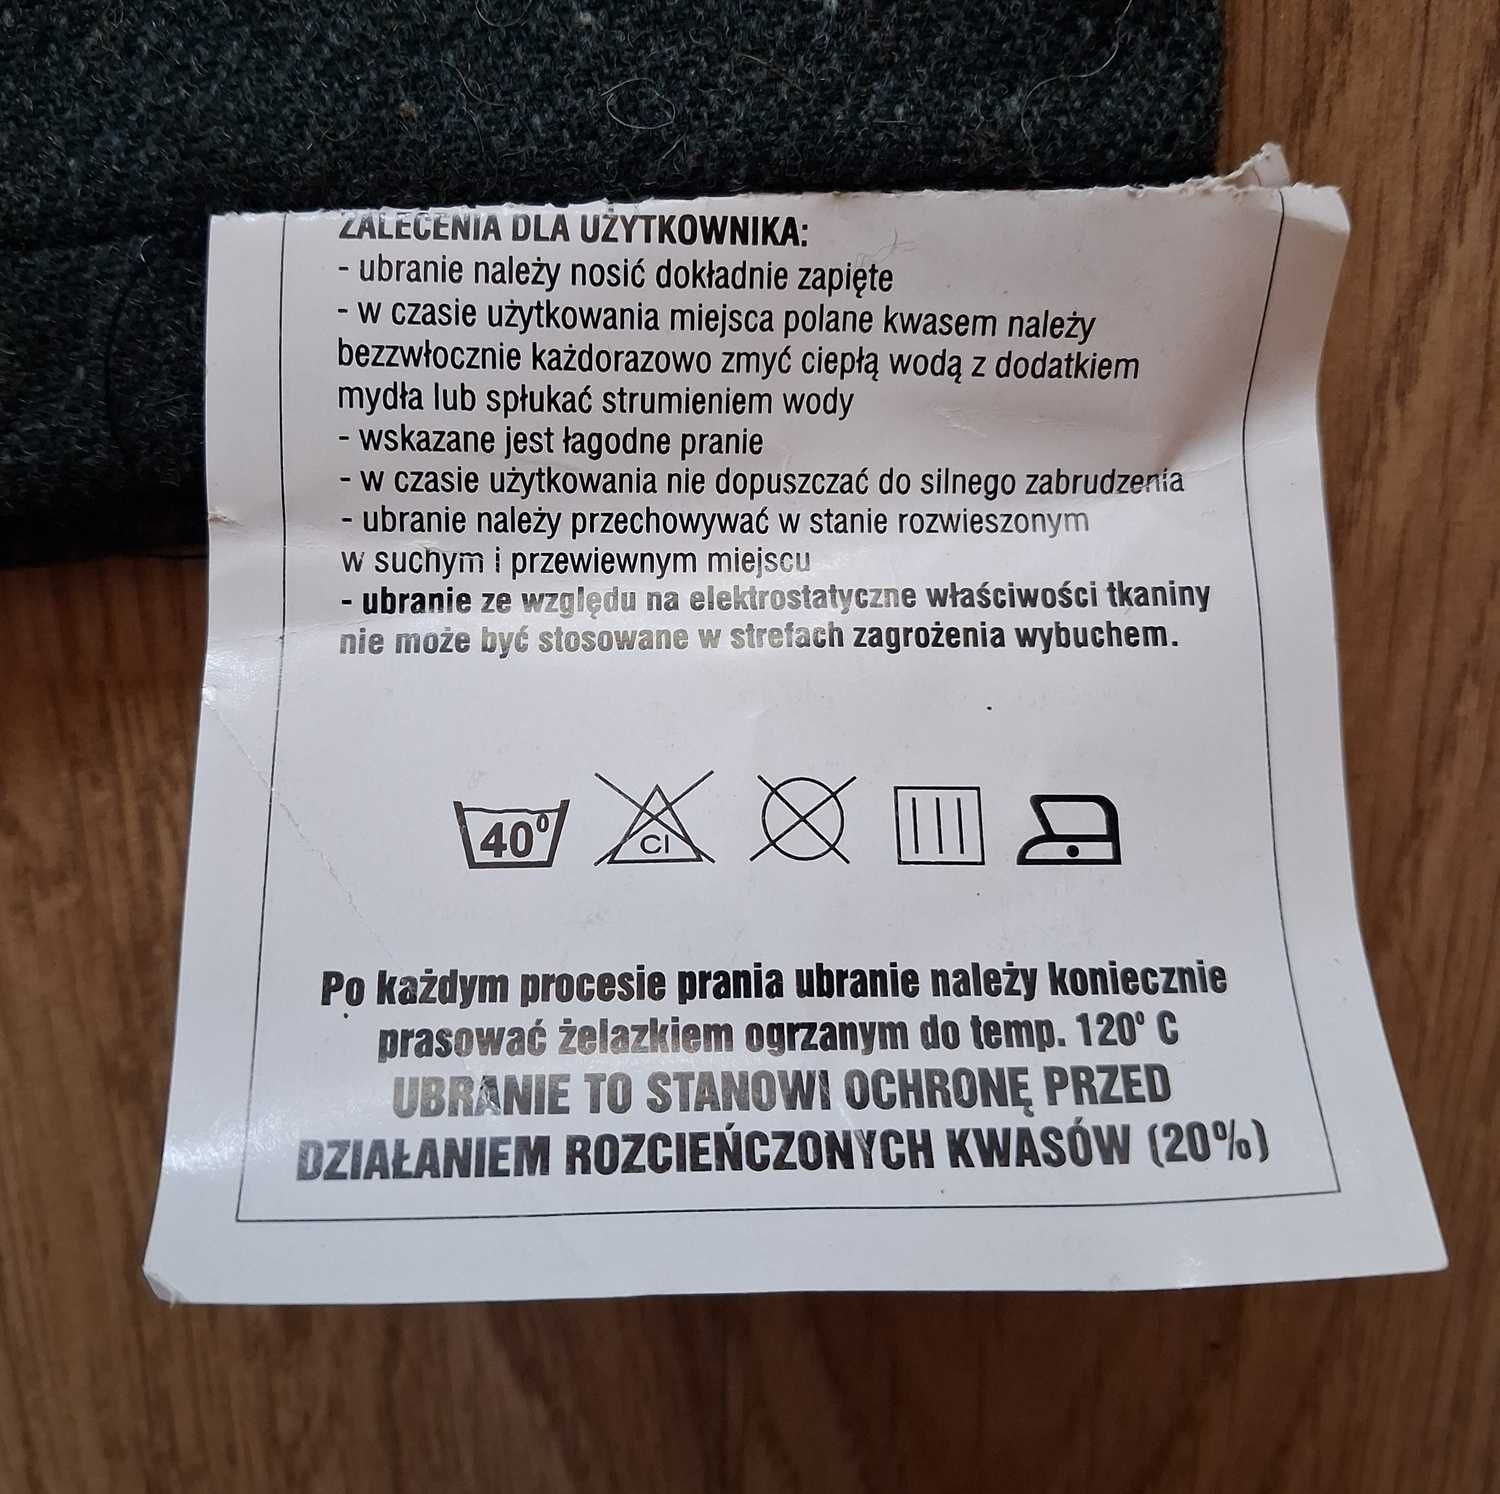 ZALECENIA DLA UŻYTKOWNIKA:
- ubranie należy nosić dokładnie zapięte
- w czasie użytkowania miejsca polane kwasem należy
bezzwłocznie każdorazowo zmyć ciepłą wodą z dodatkiem
mydła lub spłukać strumieniem wody
- wskazane jest łagodne pranie
- w czasie użytkowania nie dopuszczać do silnego zabrudzenia
- ubranie należy przechowywać w stanie rozwieszonym
w suchym i przewiewnym miejscu
- ubranie ze względu na elektrostatyczne właściwości tkaniny
nie może być stosowane w strefach zagrożenia wybuchem.
40° Cl
Po każdym procesie prania ubranie należy koniecznie
prasować żelazkiem ogrzanym do temp. 120° C
UBRANIE TO STANOWI OCHRONĘ PRZED
DZIAŁANIEM ROZCIEŃCZONYCH KWASÓW (20%)